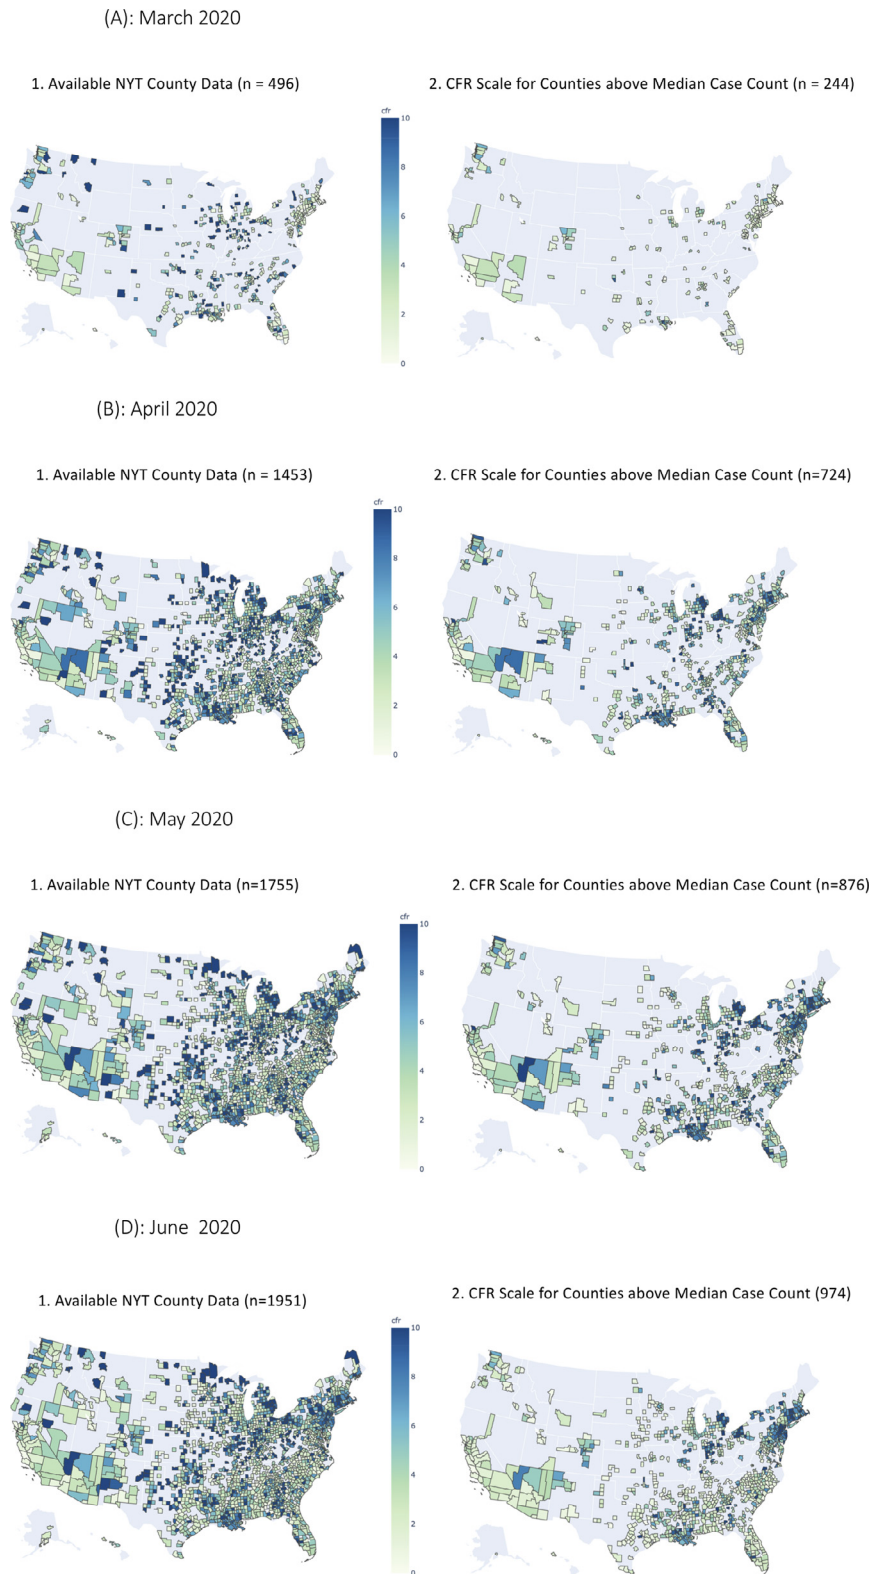 (A): March 2020
1. Available NYT County Data (n = 496)
2. CFR Scale for Counties above Median Case Count (n = 244)
cfr
10
8
6
4
2
0
(B): April 2020
1. Available NYT County Data (n = 1453)
2. CFR Scale for Counties above Median Case Count (n=724)
cfr
10
8
6
4
2
0
(C): May 2020
1. Available NYT County Data (n=1755)
2. CFR Scale for Counties above Median Case Count (n=876)
cfr
10
8
6
4
2
0
(D): June 2020
1. Available NYT County Data (n=1951)
2. CFR Scale for Counties above Median Case Count (974)
cfr
10
8
6
4
2
0